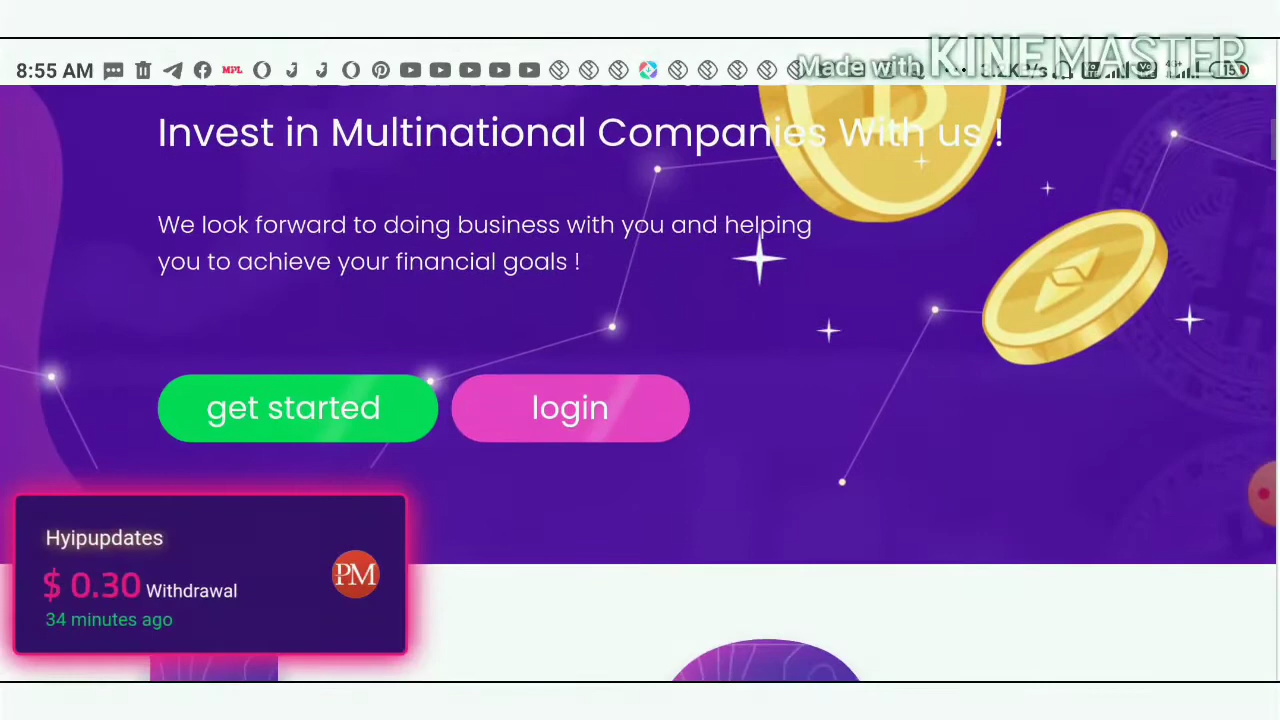 Made with KINEMASTER
8:55 AM
MPL
Invest in Multinational Companies With us !
We look forward to doing business with you and helping
you to achieve your financial goals !
get started
login
Hyipupdates
$ 0.30 Withdrawal
PM
34 minutes ago